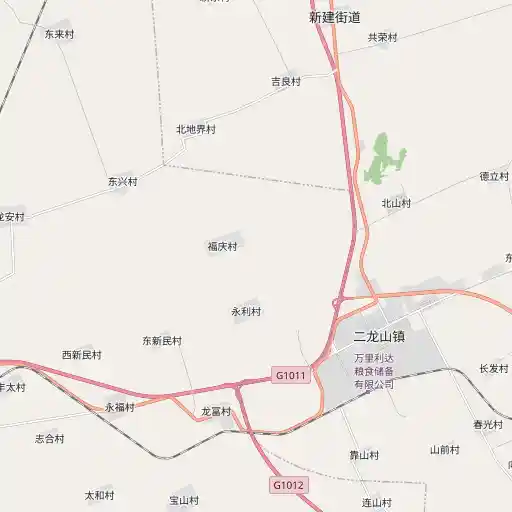 新建街道
东来村
共荣村
吉良村
北地界村
东兴村
德立村
北山村
龙安村
福庆村
永利村
二龙山镇
东新民村
西新民村
万里利达
粮食储备
有限公司
G1011
长发村
丰太村
永福村
龙富村
春光村
志合村
山前村
靠山村
G1012
太和村
宝山村
连山村